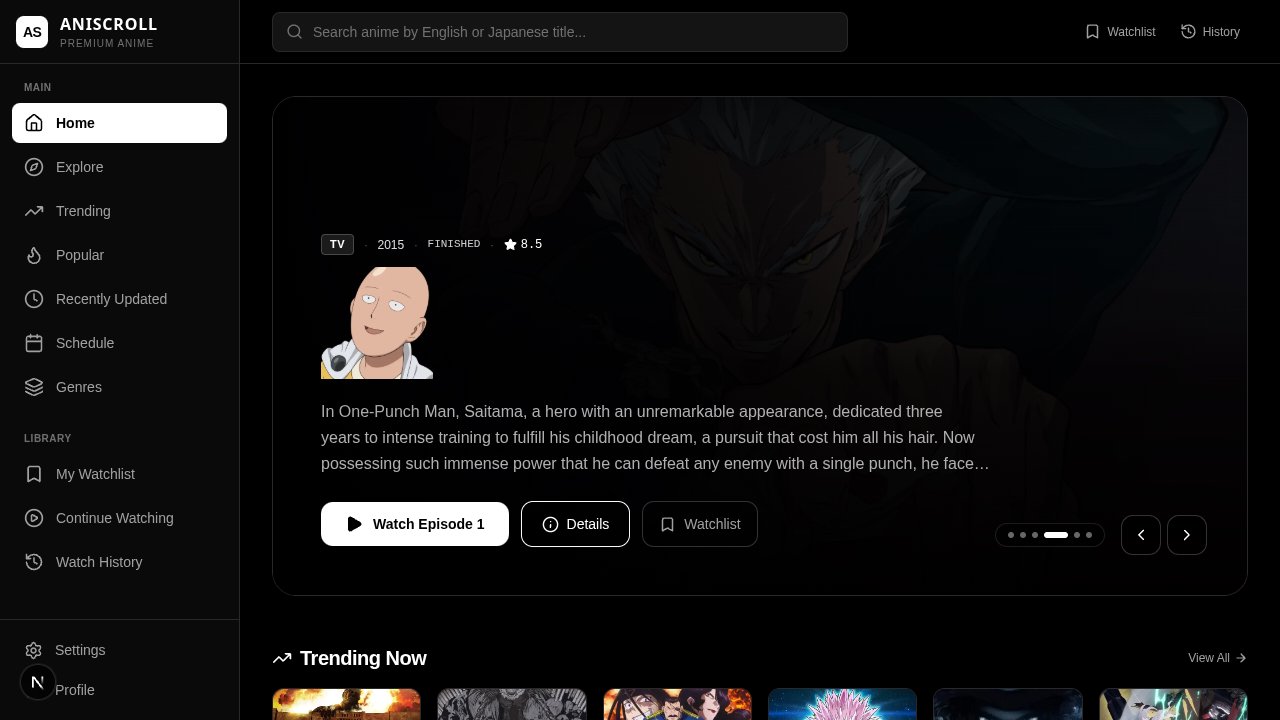 AS
ANISCROLL
PREMIUM ANIME
MAIN
Home
Explore
Trending
Popular
Recently Updated
Schedule
Genres
LIBRARY
My Watchlist
Continue Watching
Watch History
Settings
N
Profile
Search anime by English or Japanese title...
Watchlist
History
TV · 2015 · FINISHED · 8.5
In One-Punch Man, Saitama, a hero with an unremarkable appearance, dedicated three
years to intense training to fulfill his childhood dream, a pursuit that cost him all his hair. Now
possessing such immense power that he can defeat any enemy with a single punch, he face…
Watch Episode 1
Details
Watchlist
Trending Now
View All